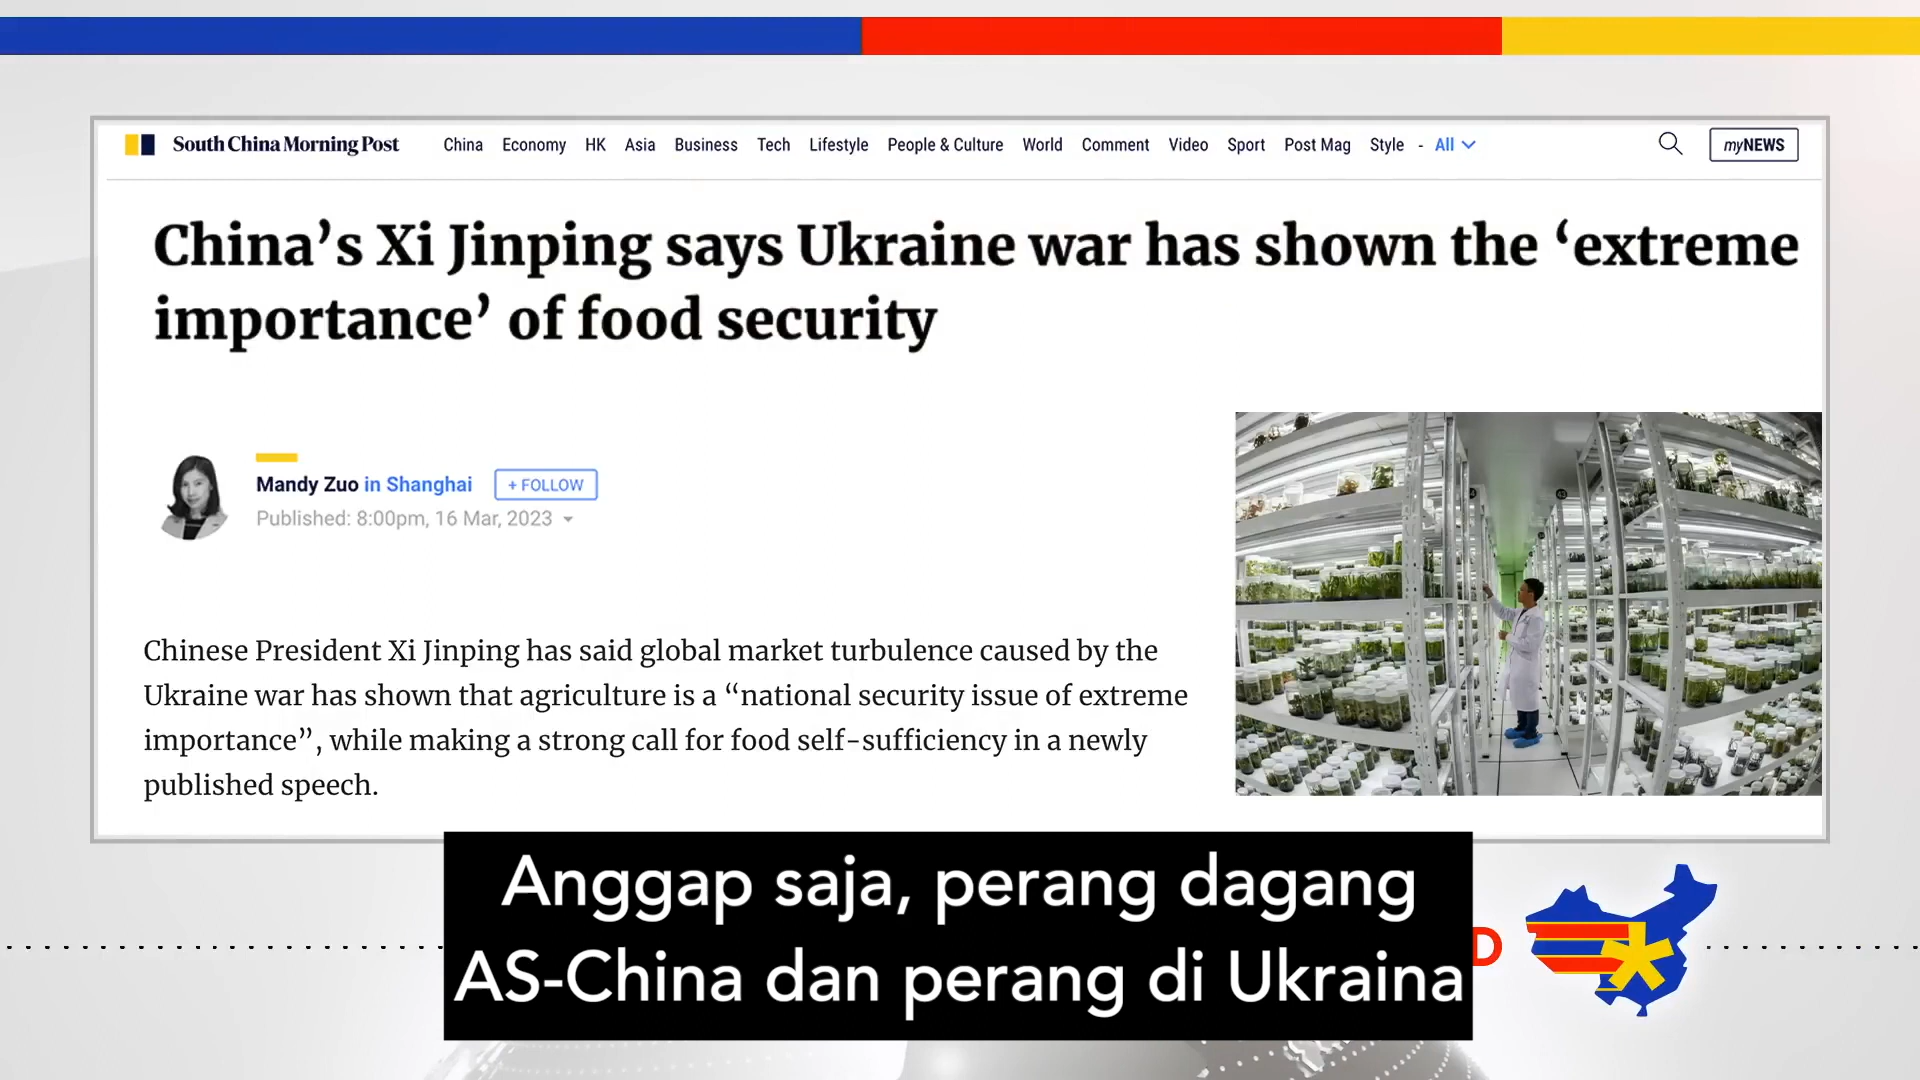 South China Morning Post China Economy HK Asia Business Tech Lifestyle People & Culture World Comment Video Sport Post Mag Style - All myNEWS
China’s Xi Jinping says Ukraine war has shown the ‘extreme
importance’ of food security
Mandy Zuo in Shanghai + FOLLOW
Published: 8:00pm, 16 Mar, 2023
Chinese President Xi Jinping has said global market turbulence caused by the
Ukraine war has shown that agriculture is a “national security issue of extreme
importance”, while making a strong call for food self-sufficiency in a newly
published speech.
Anggap saja, perang dagang
AS-China dan perang di Ukraina